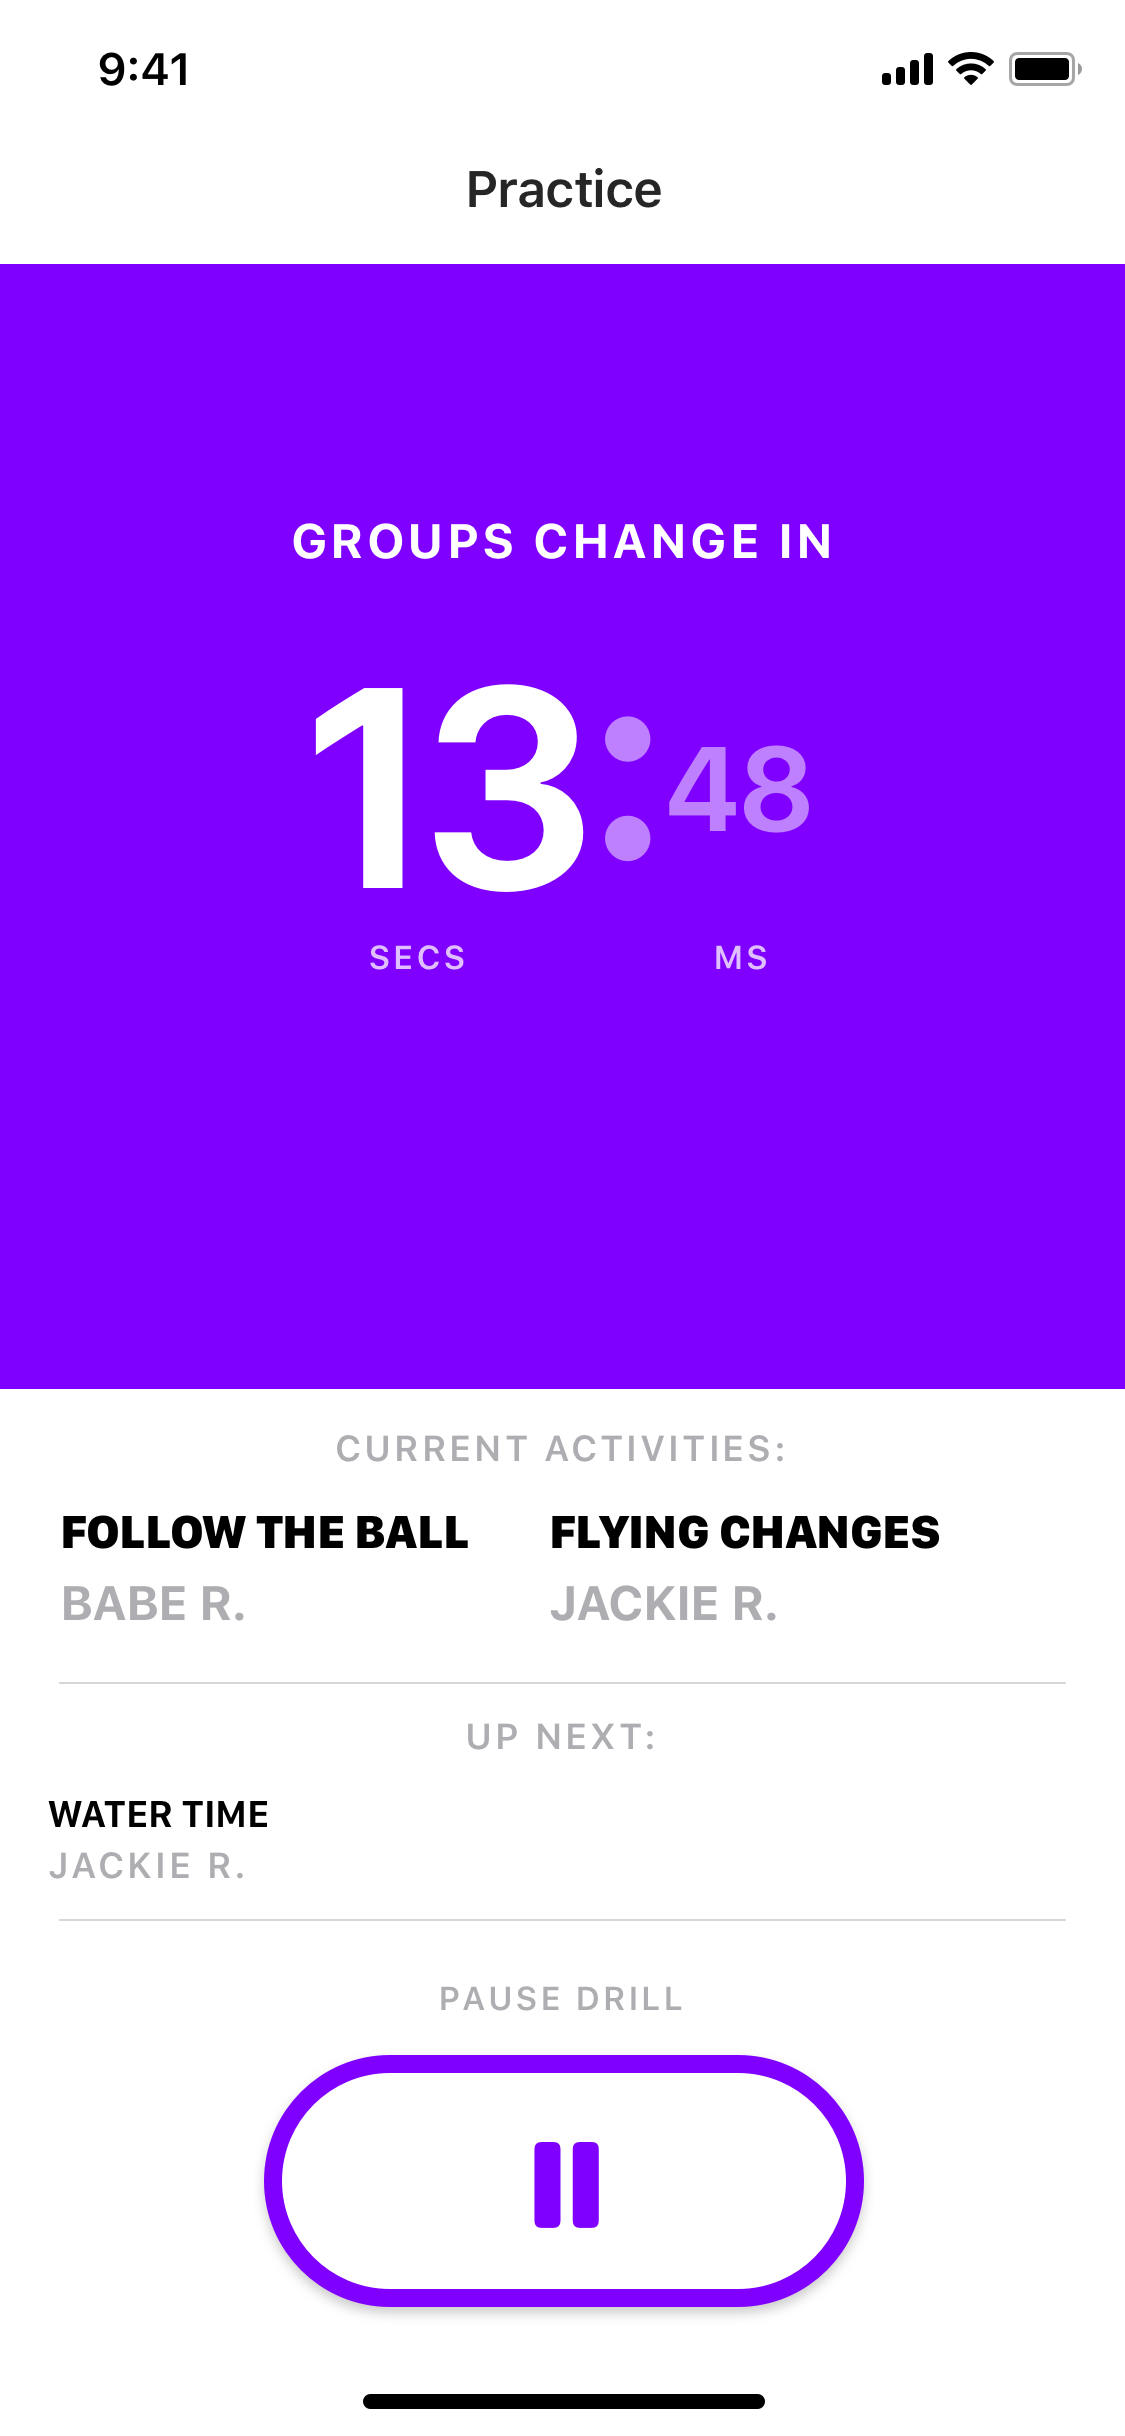 9:41
Practice
GROUPS CHANGE IN
13:48
SECS MS
CURRENT ACTIVITIES:
FOLLOW THE BALL FLYING CHANGES
BABE R. JACKIE R.
UP NEXT:
WATER TIME
JACKIE R.
PAUSE DRILL